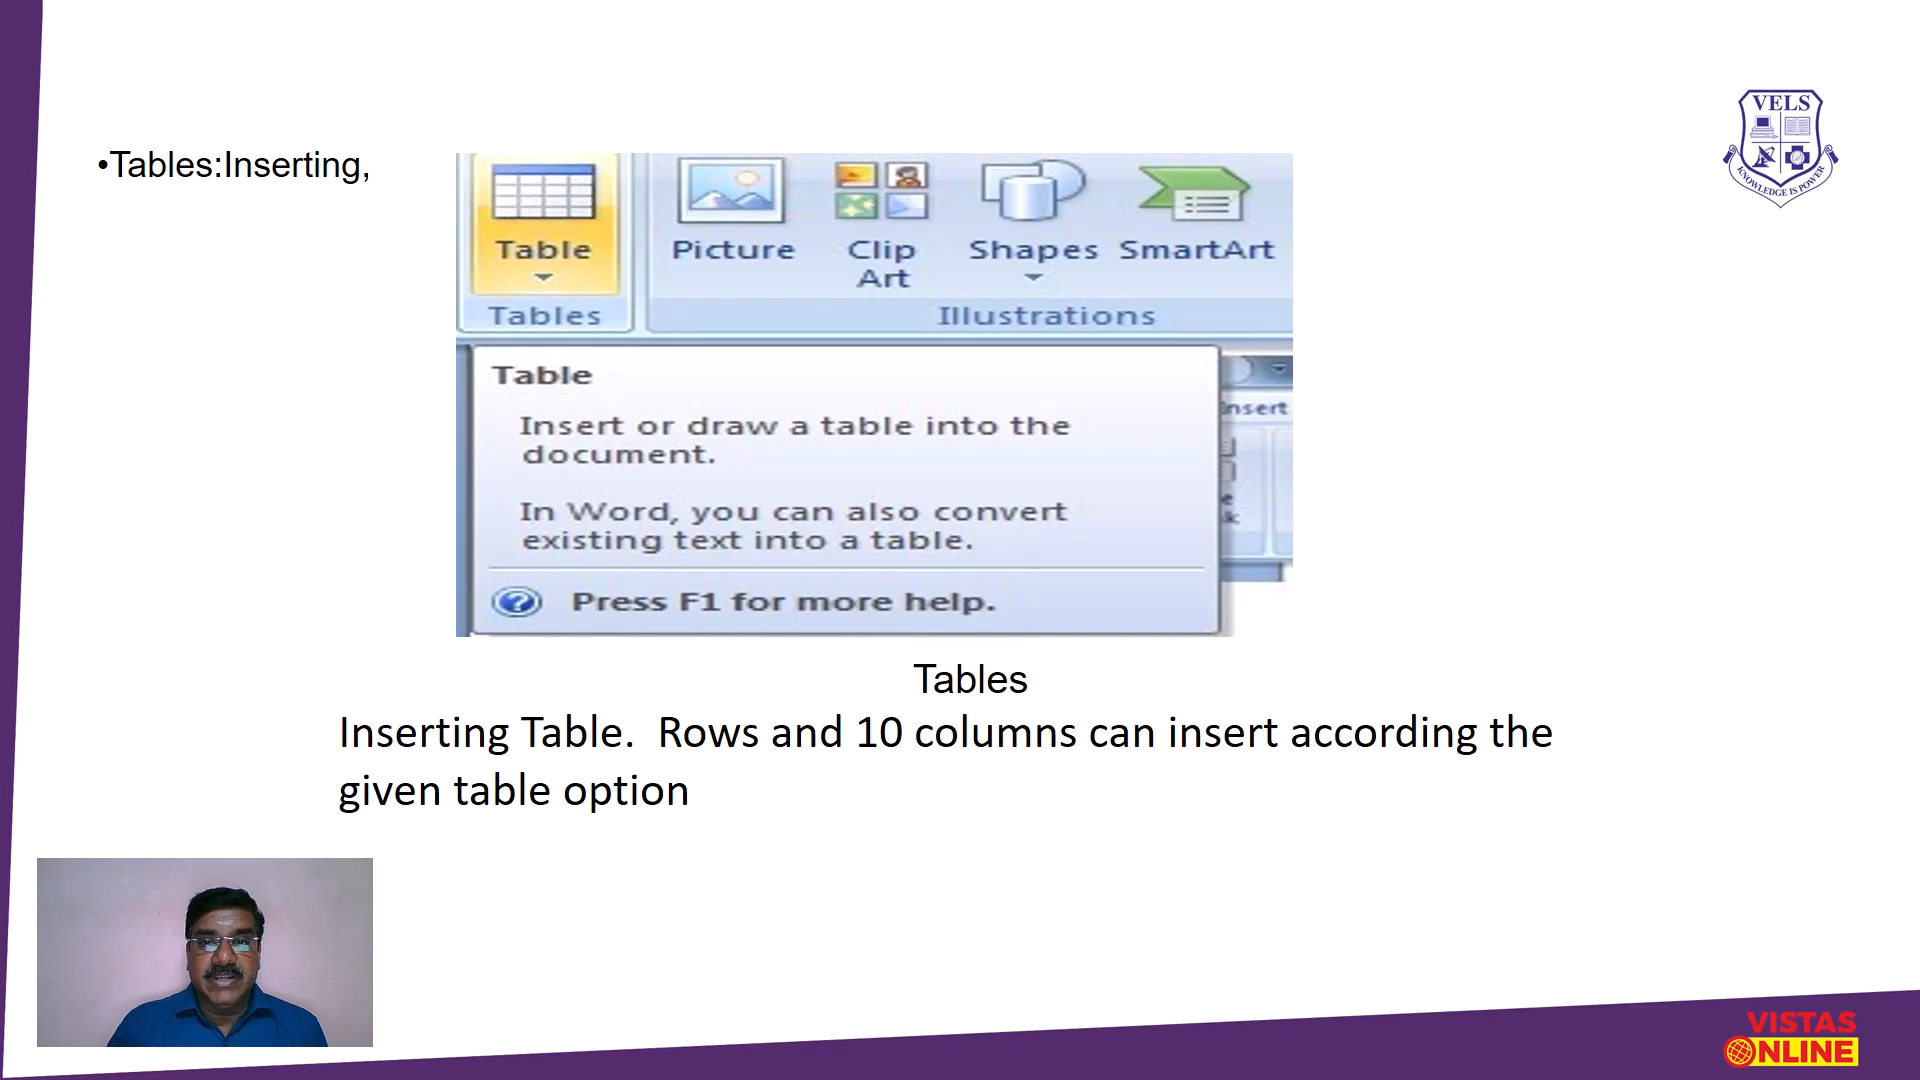 VELS
KNOWLEDGE IS POWER
•Tables:Inserting,
Table
Picture
Clip
Art
Shapes
SmartArt
Tables
Illustrations
Table
Insert or draw a table into the
document.
In Word, you can also convert
existing text into a table.
Press F1 for more help.
Tables
Inserting Table.  Rows and 10 columns can insert according the
given table option
VISTAS
ONLINE